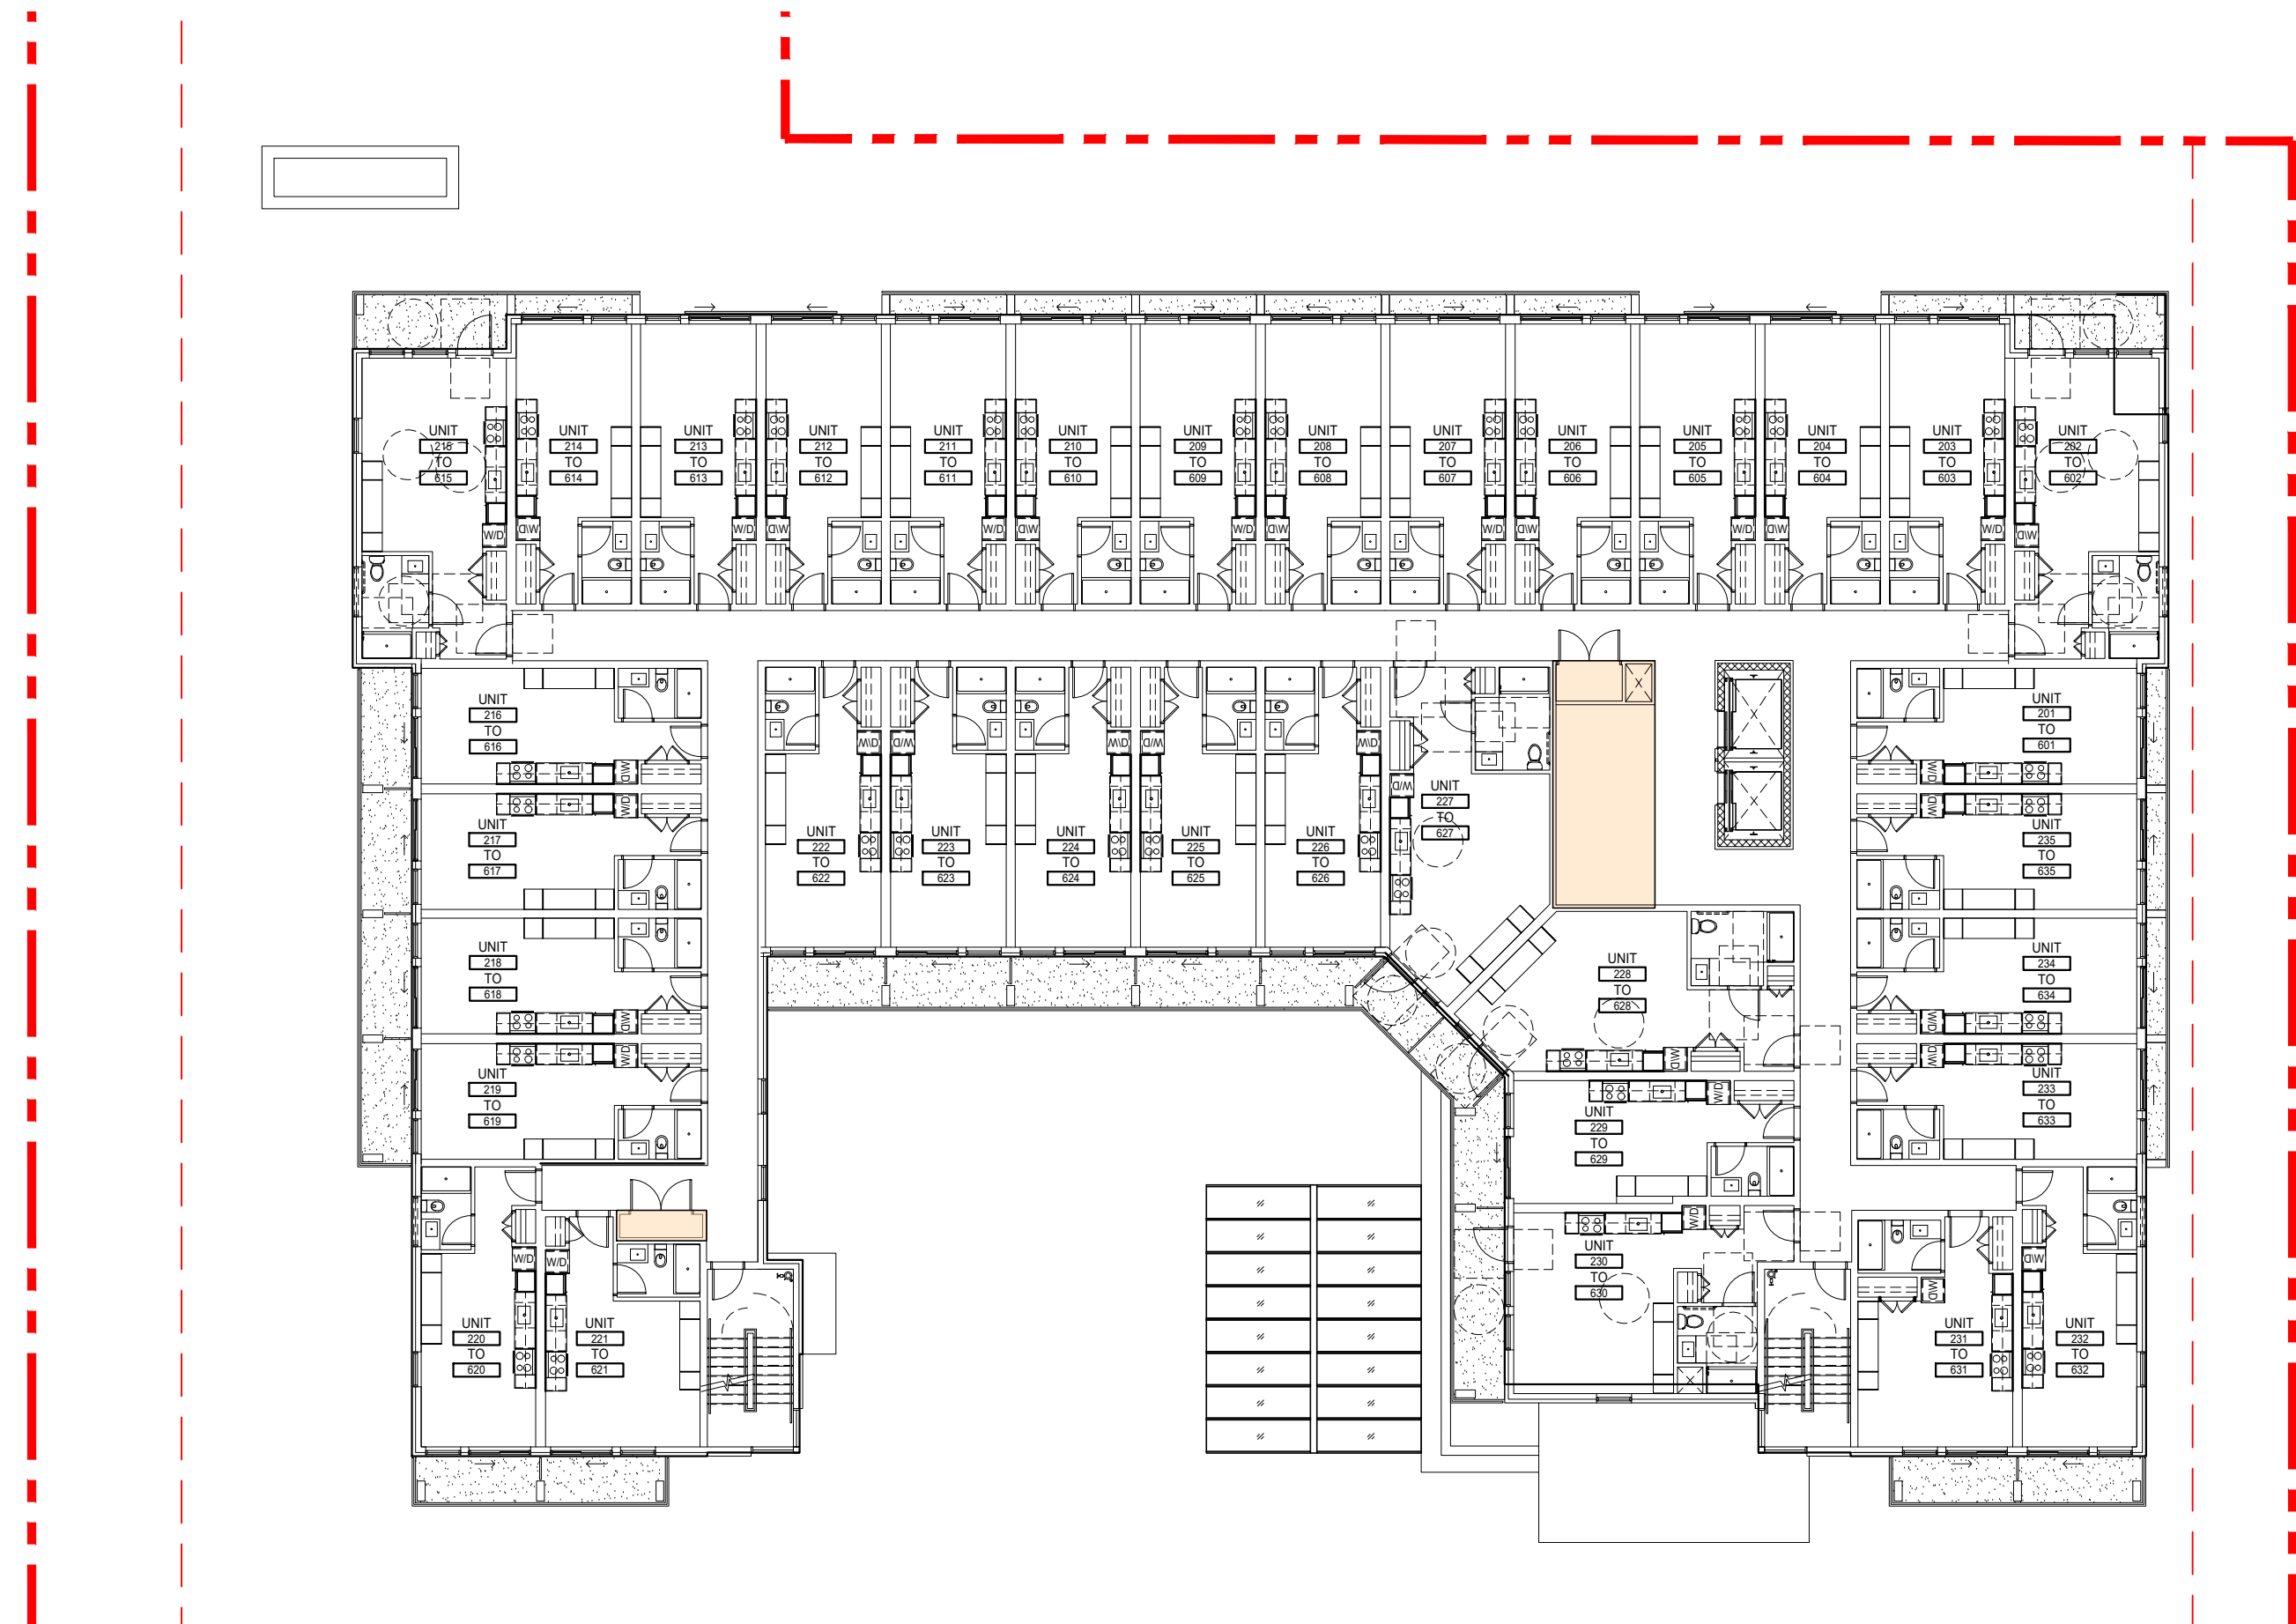 UNIT
215
TO
615
W/D
UNIT
214
TO
614
W/D
UNIT
213
TO
613
W/D
UNIT
212
TO
612
W/D
UNIT
211
TO
611
W/D
UNIT
210
TO
610
W/D
UNIT
209
TO
609
W/D
UNIT
208
TO
608
W/D
UNIT
207
TO
607
W/D
UNIT
206
TO
606
W/D
UNIT
205
TO
605
W/D
UNIT
204
TO
604
W/D
UNIT
203
TO
603
W/D
UNIT
202
TO
602
W/D
UNIT
216
TO
616
W/D
UNIT
217
TO
617
W/D
UNIT
218
TO
618
W/D
UNIT
219
TO
619
W/D
UNIT
220
TO
620
W/D
UNIT
221
TO
621
W/D
UNIT
222
TO
622
W/D
UNIT
223
TO
623
W/D
UNIT
224
TO
624
W/D
UNIT
225
TO
625
W/D
UNIT
226
TO
626
W/D
UNIT
227
TO
627
W/D
UNIT
228
TO
628
W/D
UNIT
229
TO
629
W/D
UNIT
230
TO
630
W/D
UNIT
201
TO
601
W/D
UNIT
235
TO
635
W/D
UNIT
234
TO
634
W/D
UNIT
233
TO
633
W/D
UNIT
231
TO
631
W/D
UNIT
232
TO
632
W/D